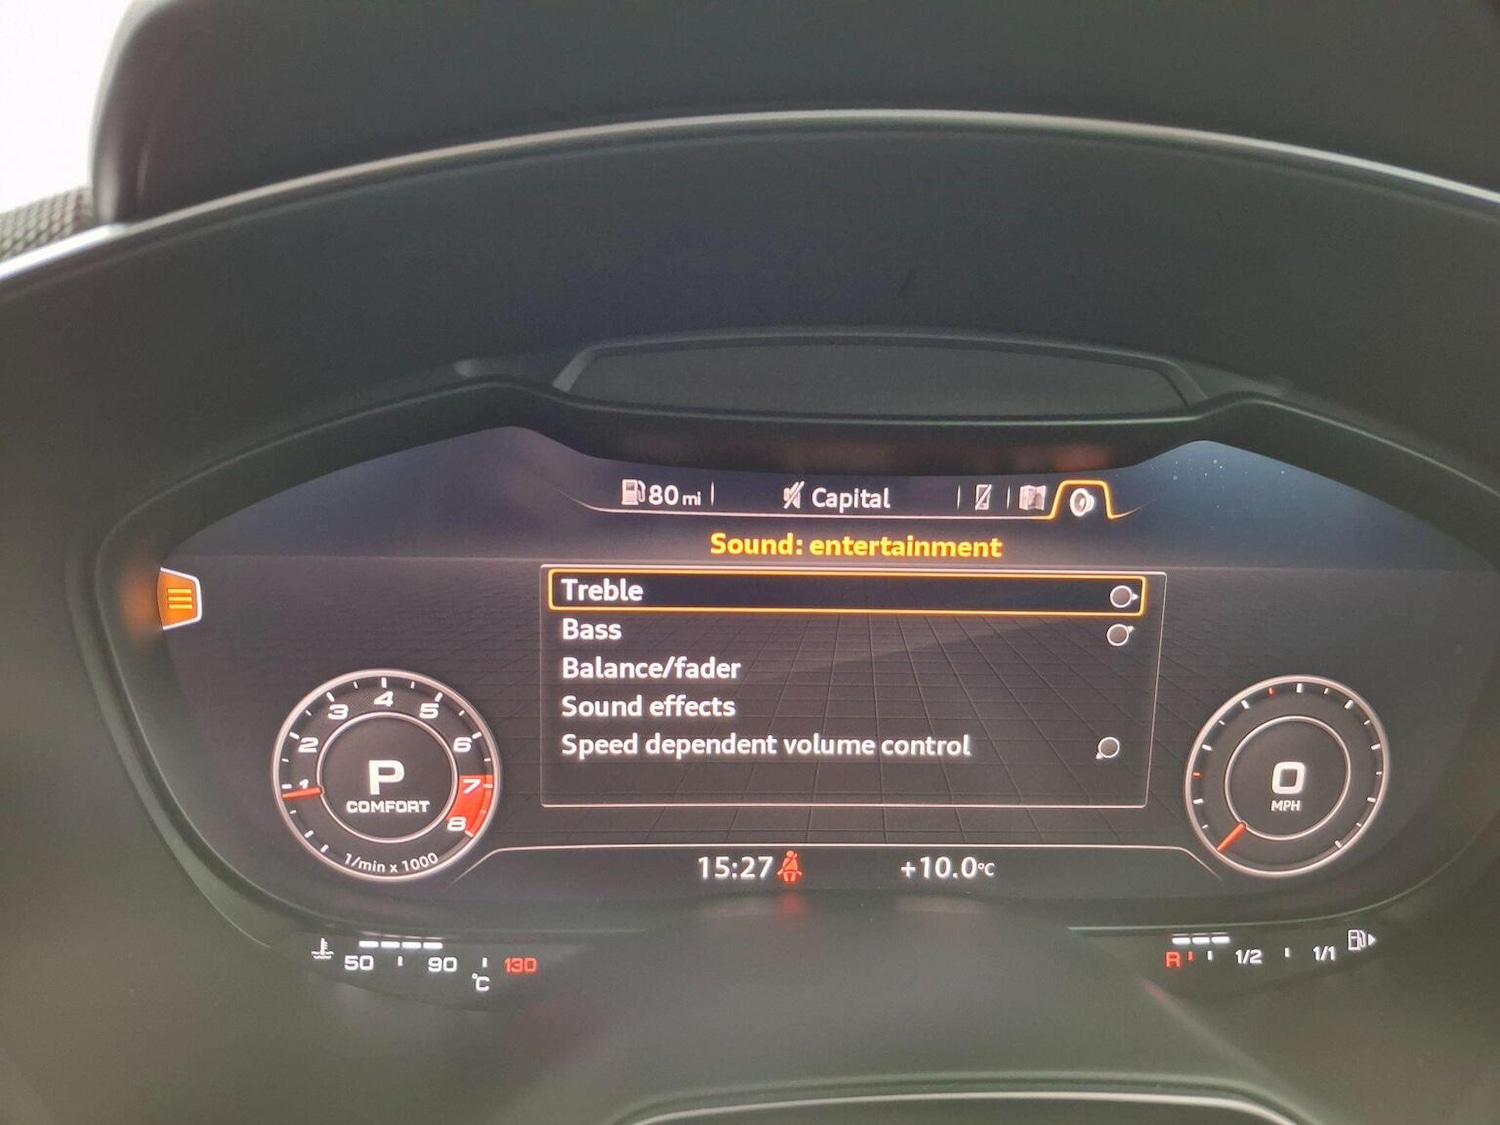 80 mi
Capital
Sound: entertainment
Treble
Bass
Balance/fader
Sound effects
Speed dependent volume control
1 2 3 4 5 6 7 8
P
COMFORT
1/min x 1000
0
MPH
15:27
+10.0°C
50 90 130
°C
R 1/2 1/1